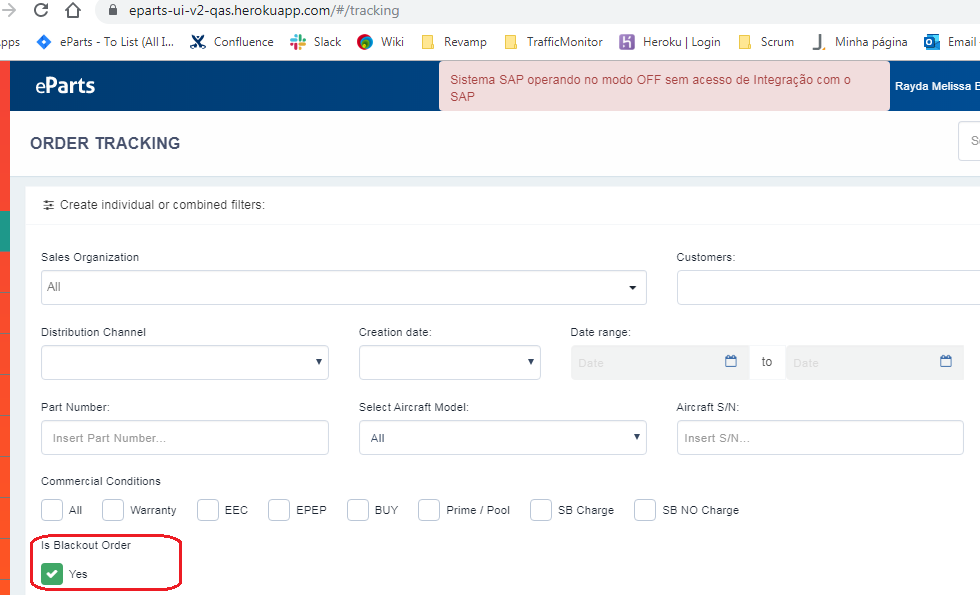 eparts-ui-v2-qas.herokuapp.com/#/tracking
pps eParts - To List (All I... Confluence Slack Wiki Revamp TrafficMonitor Heroku | Login Scrum Minha página Email
eParts
Sistema SAP operando no modo OFF sem acesso de Integração com o
SAP
Rayda Melissa E
ORDER TRACKING
S
Create individual or combined filters:
Sales Organization Customers:
All
Distribution Channel Creation date: Date range:
Date to Date
Part Number: Select Aircraft Model: Aircraft S/N:
Insert Part Number... All Insert S/N...
Commercial Conditions
All Warranty EEC EPEP BUY Prime / Pool SB Charge SB NO Charge
Is Blackout Order
Yes